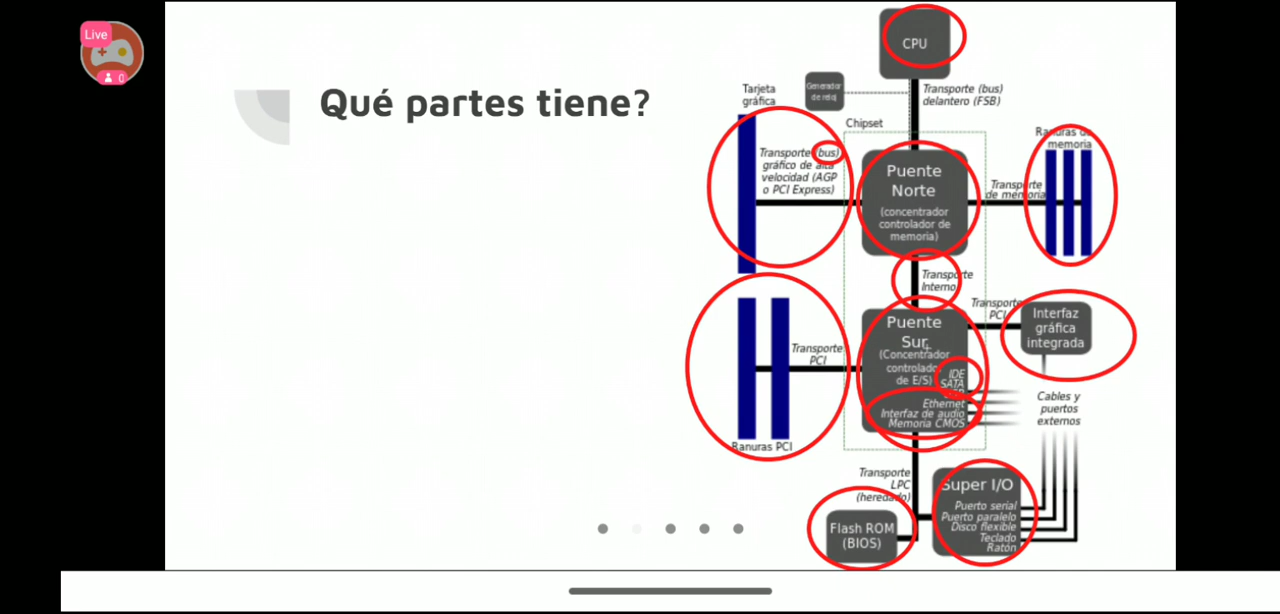 Live
0
Qué partes tiene?
CPU
Generador
de reloj
Transporte (bus)
delantero (FSB)
Tarjeta
gráfica
Chipset
Transporte (bus)
gráfico de alta
velocidad (AGP
o PCI Express)
Puente
Norte
(concentrador
controlador de
memoria)
Ranuras de
memoria
Transporte
de memoria
Transporte
Interno
Transporte
PCI
Interfaz
gráfica
integrada
Puente
Sur
(Concentrador
controlador
de E/S)
IDE
SATA
Ethernet
Interfaz de audio
Memoria CMOS
Transporte
PCI
Ranuras PCI
Cables y
puertos
externos
Transporte
LPC
(heredado)
Flash ROM
(BIOS)
Super I/O
Puerto serial
Puerto paralelo
Disco flexible
Teclado
Ratón